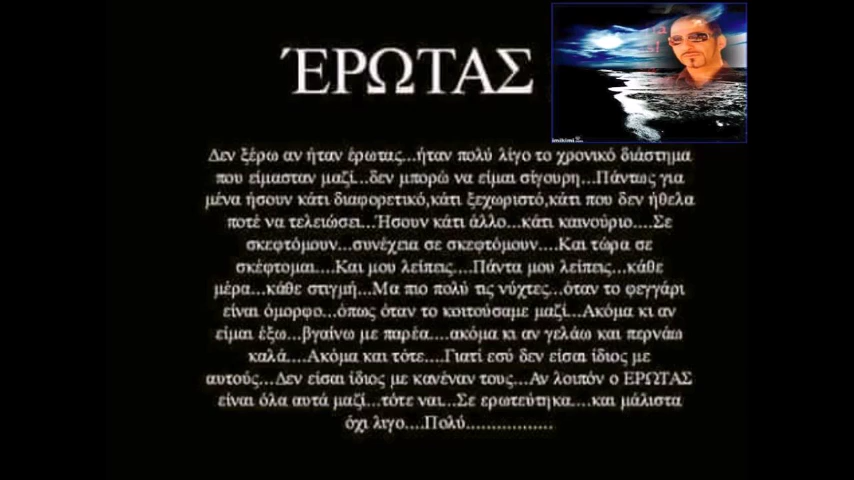 ΈΡΩΤΑΣ
Δεν ξέρω αν ήταν έρωτας...ήταν πολύ λίγο το χρονικό διάστημα
που είμασταν μαζί...δεν μπορώ να είμαι σίγουρη...Πάντως για
μένα ήσουν κάτι διαφορετικό,κάτι ξεχωριστό,κάτι που δεν ήθελα
ποτέ να τελειώσει...Ήσουν κάτι άλλο...κάτι καινούριο....Σε
σκεφτόμουν...συνέχεια σε σκεφτόμουν....Και τώρα σε
σκέφτομαι....Και μου λείπεις....Πάντα μου λείπεις...κάθε
μέρα...κάθε στιγμή...Μα πιο πολύ τις νύχτες...όταν το φεγγάρι
είναι όμορφο...όπως όταν το κοιτούσαμε μαζί...Ακόμα κι αν
είμαι έξω...βγαίνω με παρέα....ακόμα κι αν γελάω και περνάω
καλά....Ακόμα και τότε....Γιατί εσύ δεν είσαι ίδιος με
αυτούς...Δεν είσαι ίδιος με κανέναν τους...Αν λοιπόν ο ΕΡΩΤΑΣ
είναι όλα αυτά μαζί...τότε ναι...Σε ερωτεύτηκα....και μάλιστα
όχι λιγο....Πολύ..................